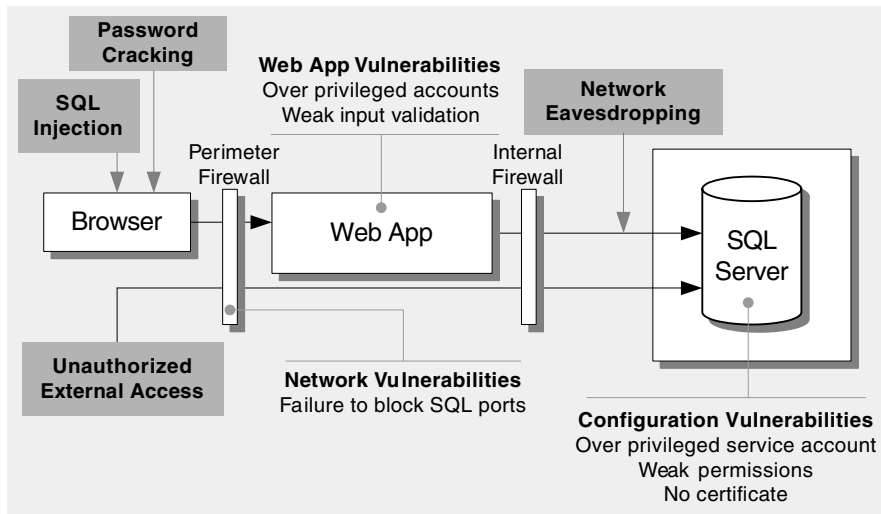 Password
Cracking
SQL
Injection
Web App Vulnerabilities
Over privileged accounts
Weak input validation
Network
Eavesdropping
Perimeter
Firewall
Internal
Firewall
Browser
Web App
SQL
Server
Unauthorized
External Access
Network Vulnerabilities
Failure to block SQL ports
Configuration Vulnerabilities
Over privileged service account
Weak permissions
No certificate